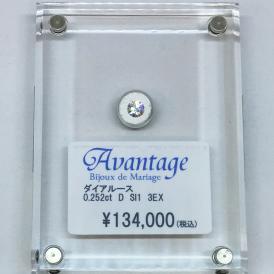 Avantage
Bijoux de Mariage
ダイアルース
0.252ct D SI1 3EX
¥134,000(税込)